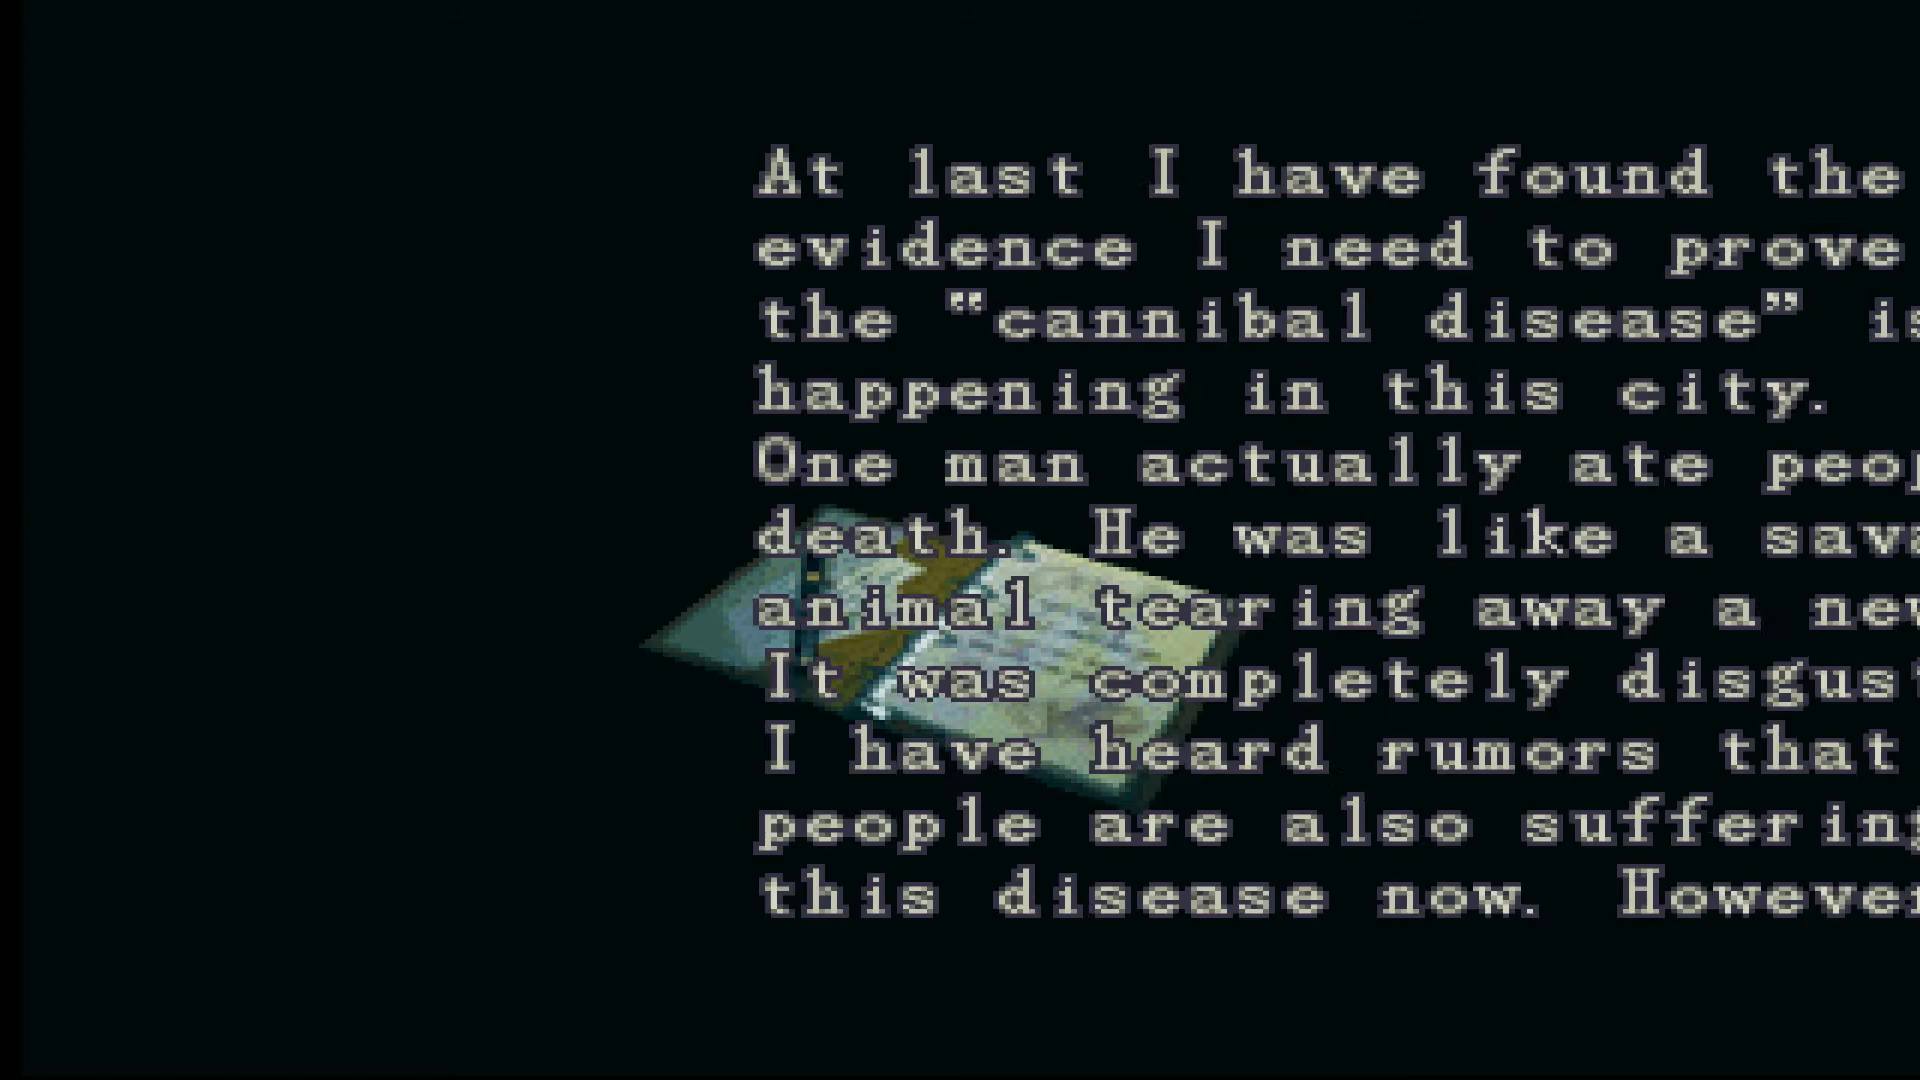 At last I have found the
evidence I need to prove
the "cannibal disease”
happening in this city.
One man actually ate
death. He was like a
animal tearing away a
It was completely
I have heard rumors that
people are also
this disease now.